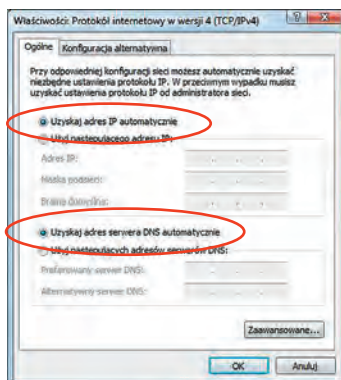 Właściwości: Protokół internetowy w wersji 4 (TCP/IPv4)
Ogólne Konfiguracja alternatywna
Przy odpowiedniej konfiguracji sieci możesz automatycznie uzyskać
niezbędne ustawienia protokołu IP. W przeciwnym wypadku musisz
uzyskać ustawienia protokołu IP od administratora sieci.
Uzyskaj adres IP automatycznie
Użyj następującego adresu IP:
Adres IP:
Maska podsieci:
Brama domyślna:
Uzyskaj adres serwera DNS automatycznie
Użyj następujących adresów serwerów DNS:
Preferowany serwer DNS:
Alternatywny serwer DNS:
Zaawansowane...
OK Anuluj